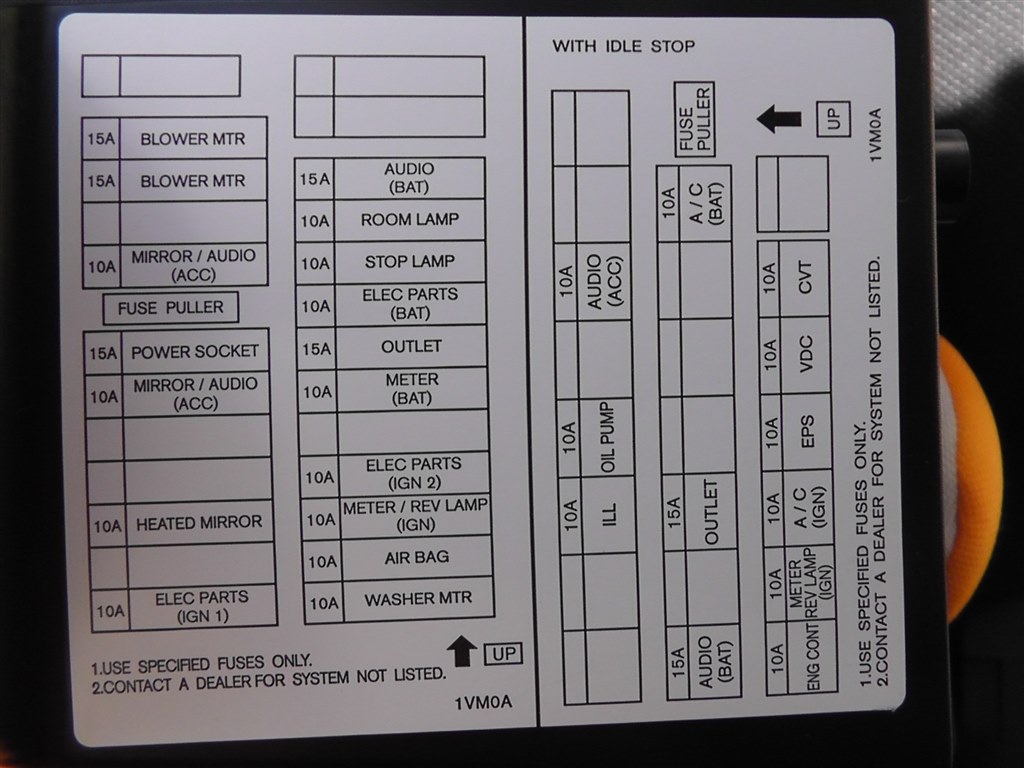 15A BLOWER MTR
15A BLOWER MTR
10A MIRROR / AUDIO
(ACC)
FUSE PULLER
15A POWER SOCKET
10A MIRROR / AUDIO
(ACC)
10A HEATED MIRROR
10A ELEC PARTS
(IGN 1)
15A AUDIO
(BAT)
10A ROOM LAMP
10A STOP LAMP
10A ELEC PARTS
(BAT)
15A OUTLET
10A METER
(BAT)
10A ELEC PARTS
(IGN 2)
10A METER / REV LAMP
(IGN)
10A AIR BAG
10A WASHER MTR
1.USE SPECIFIED FUSES ONLY.
2.CONTACT A DEALER FOR SYSTEM NOT LISTED.
UP
1VM0A
WITH IDLE STOP
10A
AUDIO
(ACC)
10A
OIL PUMP
10A
ILL
FUSE
PULLER
10A
A / C
(BAT)
15A
OUTLET
15A
AUDIO
(BAT)
UP
1VM0A
10A
CVT
10A
VDC
10A
EPS
10A
A / C
(IGN)
10A
METER
REV LAMP
(IGN)
10A
ENG CONT
1.USE SPECIFIED FUSES ONLY.
2.CONTACT A DEALER FOR SYSTEM NOT LISTED.